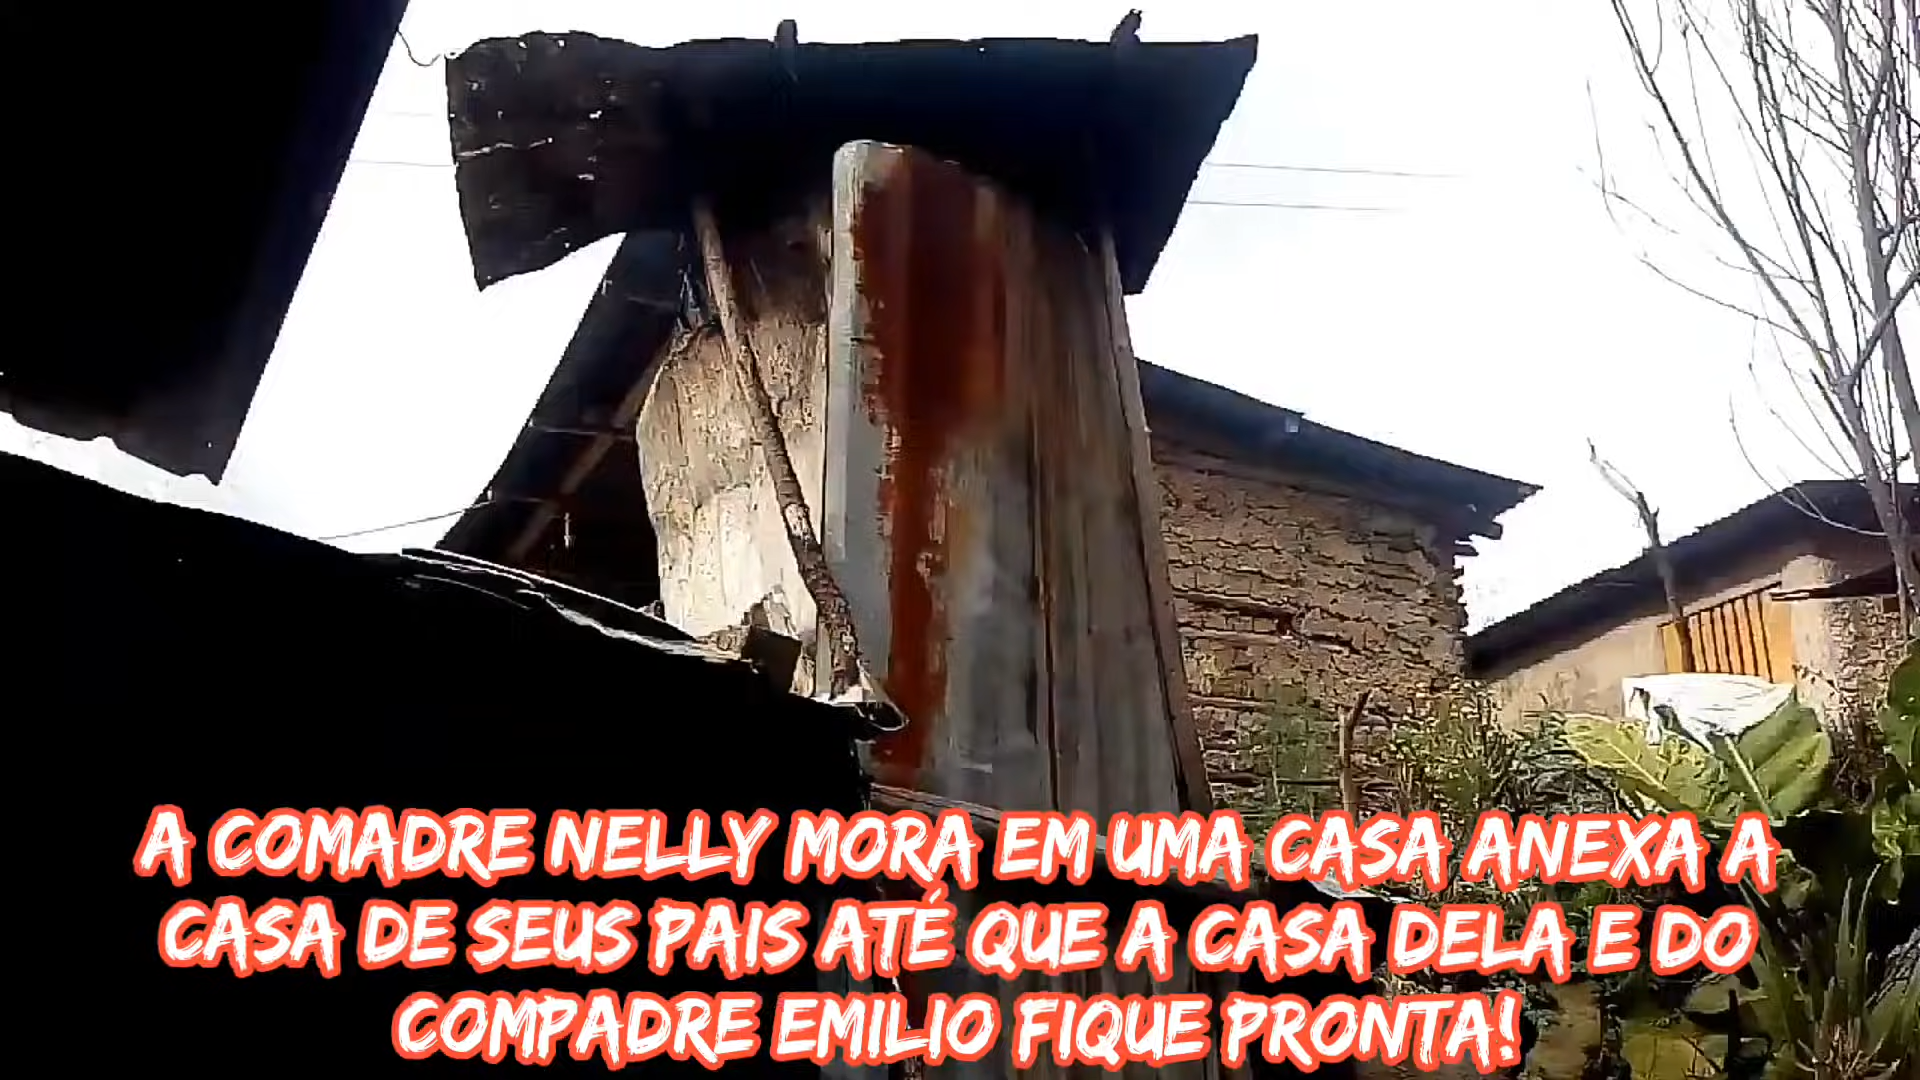 A COMADRE NELLY MORA EM UMA CASA ANEXA A
CASA DE SEUS PAIS ATÉ QUE A CASA DELA E DO
COMPADRE EMILIO FIQUE PRONTA!